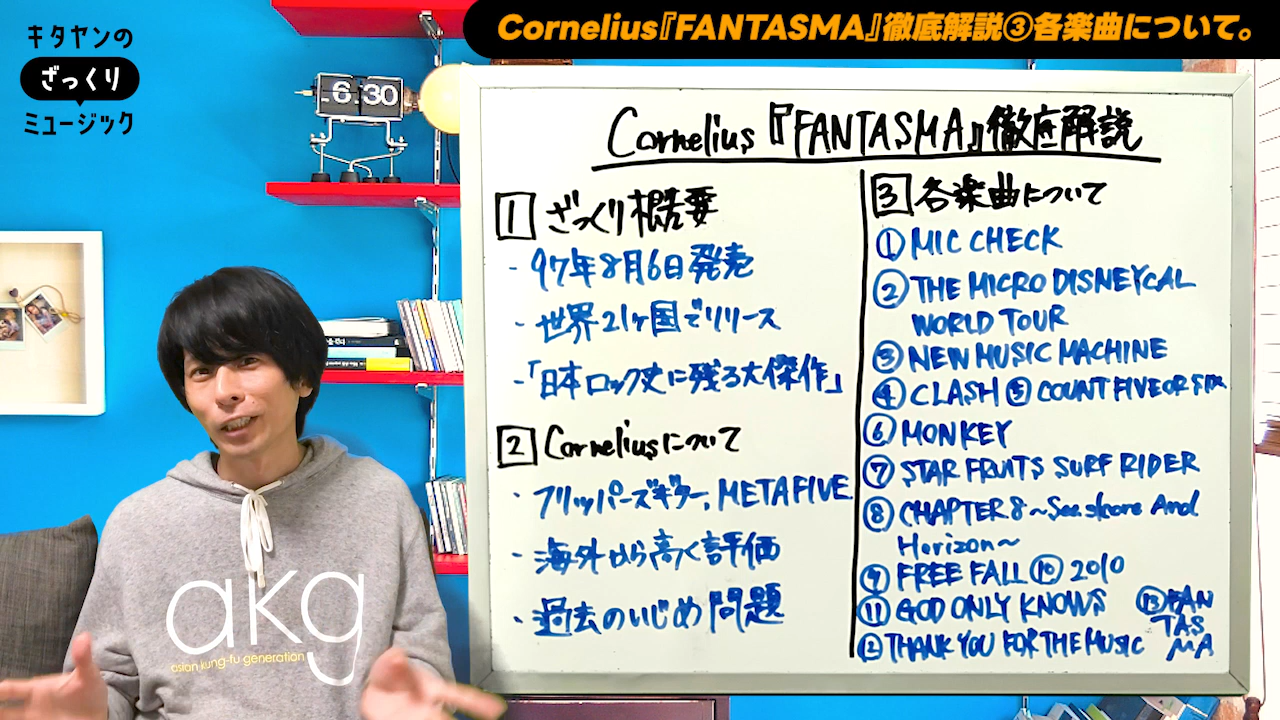 キタヤンの
ざっくり
ミュージック
Cornelius『FANTASMA』徹底解説③各楽曲について。
6 30
Cornelius『FANTASMA』徹底解説
1 ざっくり概要
・97年8月6日発売
・世界21ヶ国でリリース
・「日本ロック史に残る大傑作」
2 Corneliusについて
・フリッパーズギター、METAFIVE
・海外から高く評価
・過去のいじめ問題
3 各楽曲について
① MIC CHECK
② THE MICRO DISNEYCAL
WORLD TOUR
③ NEW MUSIC MACHINE
④ CLASH ⑤ COUNT FIVE OR SIX
⑥ MONKEY
⑦ STAR FRUITS SURF RIDER
⑧ CHAPTER 8 ~Seashore And
Horizon~
⑨ FREE FALL ⑩ 2010
⑪ GOD ONLY KNOWS
⑫ THANK YOU FOR THE MUSIC
⑬ FAN
TAS
MA
akg
asian kung-fu generation